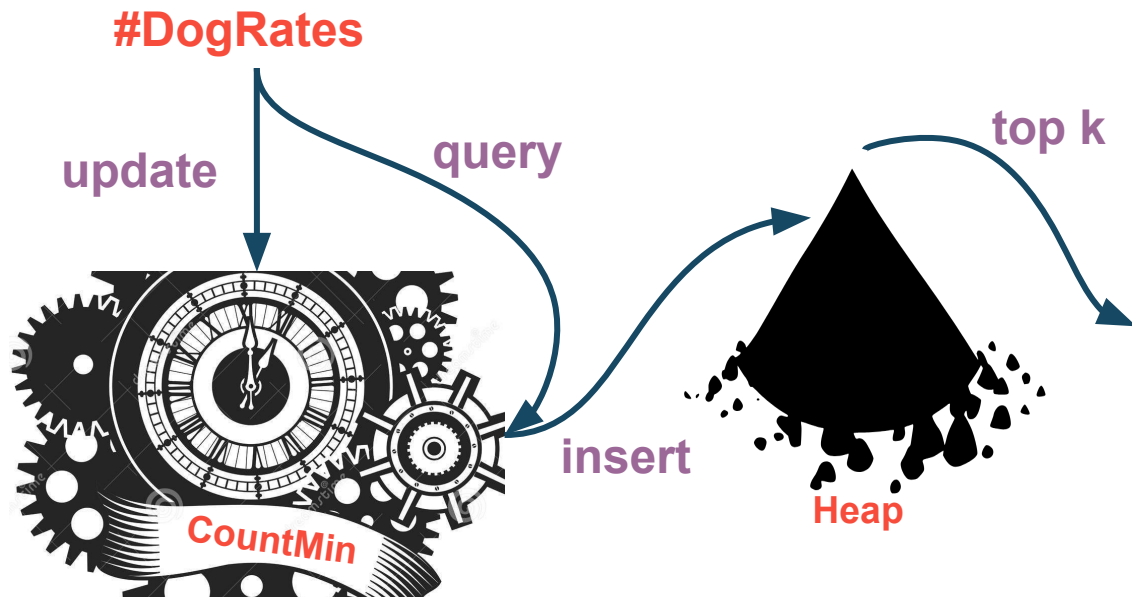 #DogRates
update
query
top k
insert
CountMin
Heap